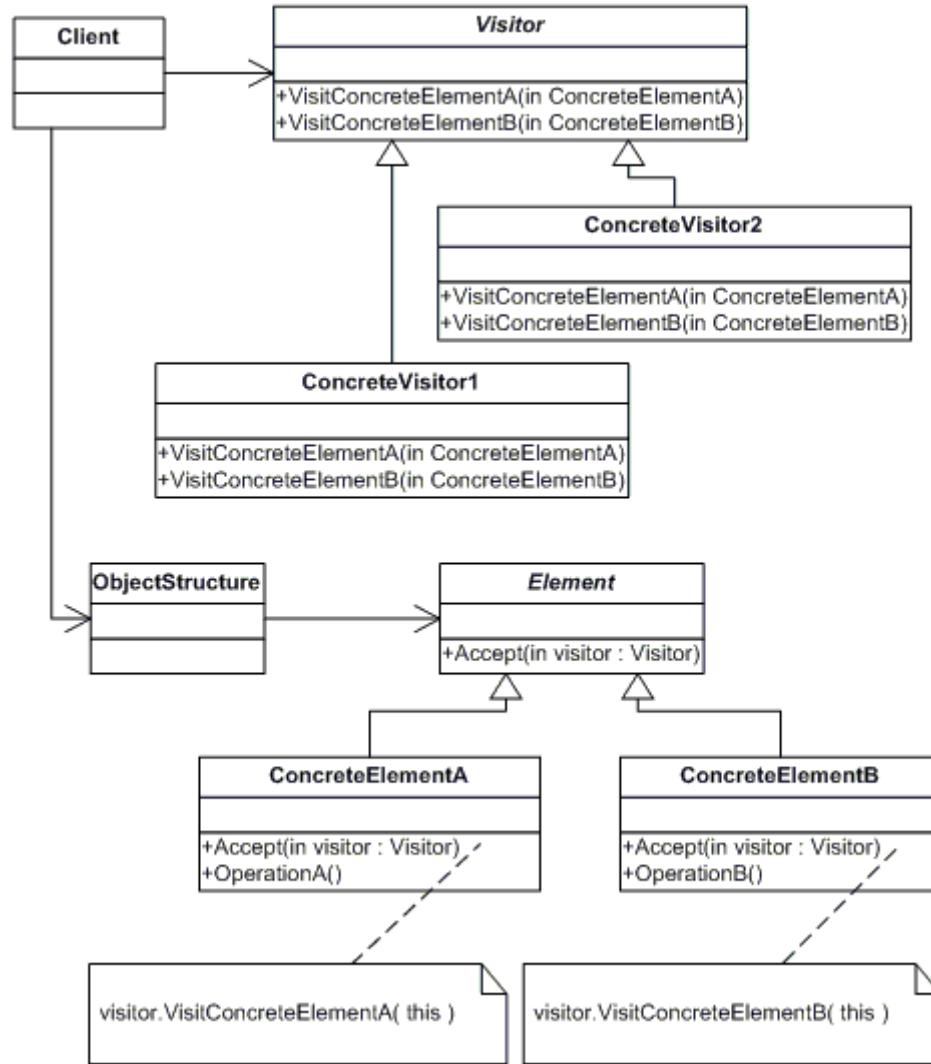 Client
Visitor
+VisitConcreteElementA(in ConcreteElementA)
+VisitConcreteElementB(in ConcreteElementB)
ConcreteVisitor2
+VisitConcreteElementA(in ConcreteElementA)
+VisitConcreteElementB(in ConcreteElementB)
ConcreteVisitor1
+VisitConcreteElementA(in ConcreteElementA)
+VisitConcreteElementB(in ConcreteElementB)
ObjectStructure
Element
+Accept(in visitor : Visitor)
ConcreteElementA
+Accept(in visitor : Visitor)
+OperationA()
ConcreteElementB
+Accept(in visitor : Visitor)
+OperationB()
visitor.VisitConcreteElementA( this )
visitor.VisitConcreteElementB( this )